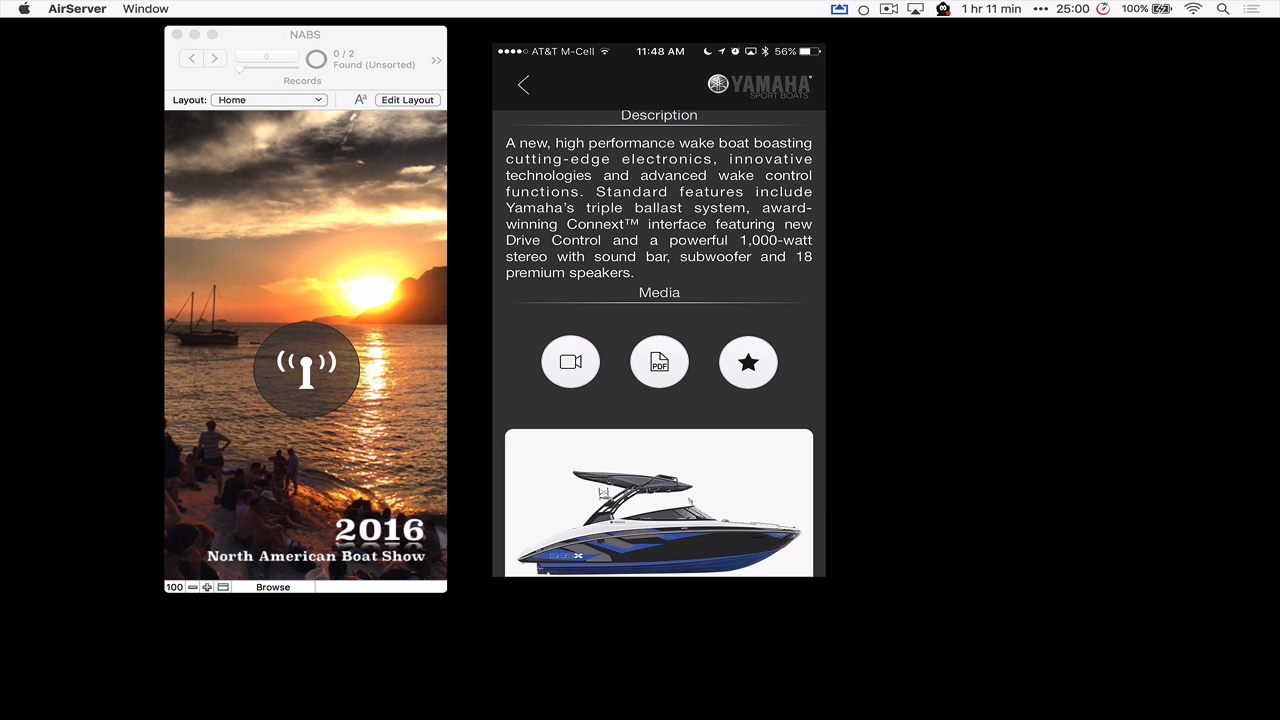 AirServer Window 1 hr 11 min 25:00 100%
NABS
0
0 / 2
Found (Unsorted)
Records
Layout: Home Aa Edit Layout
2016
North American Boat Show
100 Browse
AT&T M-Cell 11:48 AM 56%
YAMAHA
SPORT BOATS
Description
A new, high performance wake boat boasting
cutting-edge electronics, innovative
technologies and advanced wake control
functions. Standard features include
Yamaha's triple ballast system, award-
winning Connext™ interface featuring new
Drive Control and a powerful 1,000-watt
stereo with sound bar, subwoofer and 18
premium speakers.
Media
PDF